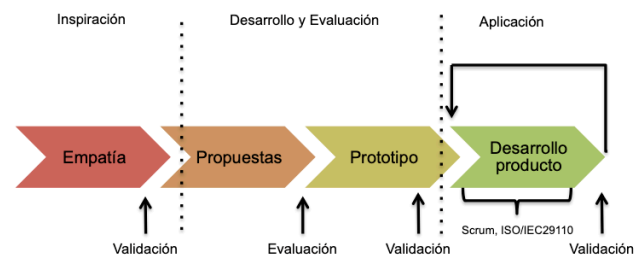 Inspiración
Desarrollo y Evaluación
Aplicación
Empatía
Propuestas
Prototipo
Desarrollo
producto
Scrum, ISO/IEC29110
Validación
Evaluación
Validación
Validación